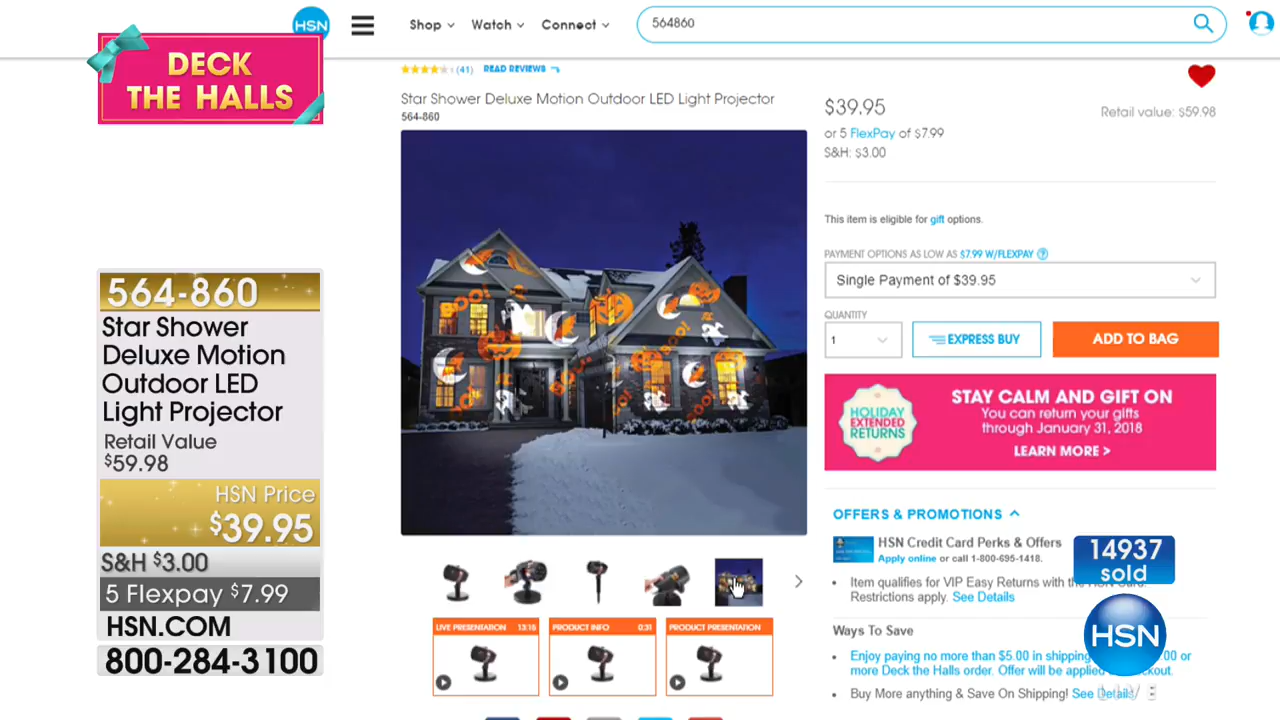 HSN
Shop
Watch
Connect
564860
DECK
THE HALLS
(41)
READ REVIEWS
Star Shower Deluxe Motion Outdoor LED Light Projector
564-860
$39.95
Retail value: $59.98
or 5 FlexPay of $7.99
S&H: $3.00
This item is eligible for gift options.
PAYMENT OPTIONS AS LOW AS $7.99 W/FLEXPAY ?
Single Payment of $39.95
QUANTITY
1
EXPRESS BUY
ADD TO BAG
HOLIDAY
EXTENDED
RETURNS
STAY CALM AND GIFT ON
You can return your gifts
through January 31, 2018
LEARN MORE >
OFFERS & PROMOTIONS
HSN Credit Card Perks & Offers
Apply online or call 1-800-695-1418.
Item qualifies for VIP Easy Returns with
Restrictions apply. See Details
Ways To Save
Enjoy paying no more than $5.00 in shipping
more Deck the Halls order. Offer will be applied
Buy More anything & Save On Shipping! See Details
14937
sold
HSN
LIVE
BOO!
BOO!
BOO!
BOO!
BOO!
LIVE PRESENTATION 13:15
PRODUCT INFO 0:31
PRODUCT PRESENTATION
564-860
Star Shower
Deluxe Motion
Outdoor LED
Light Projector
Retail Value
$59.98
HSN Price
$39.95
S&H $3.00
5 Flexpay $7.99
HSN.COM
800-284-3100